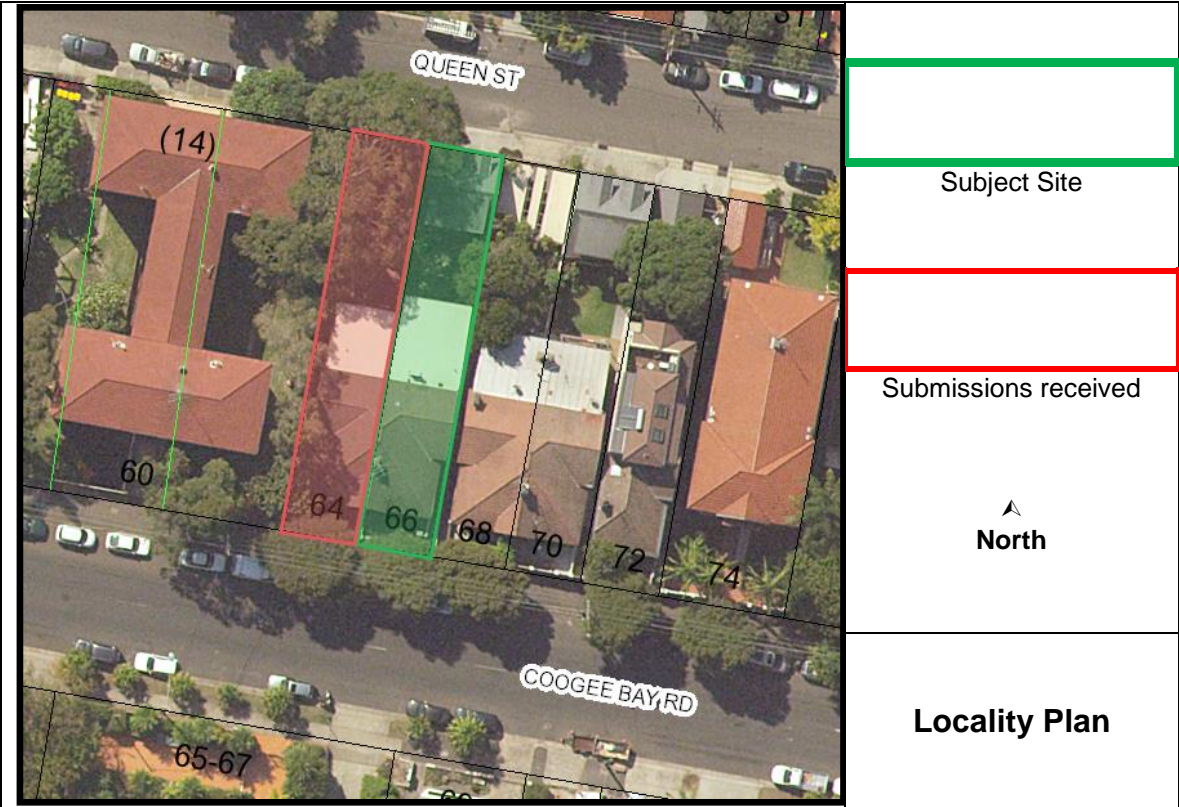 31
QUEEN ST
(14)
60
64
66
68
70
72
74
COOGEE BAY RD
65-67
Subject Site
Submissions received
North
Locality Plan